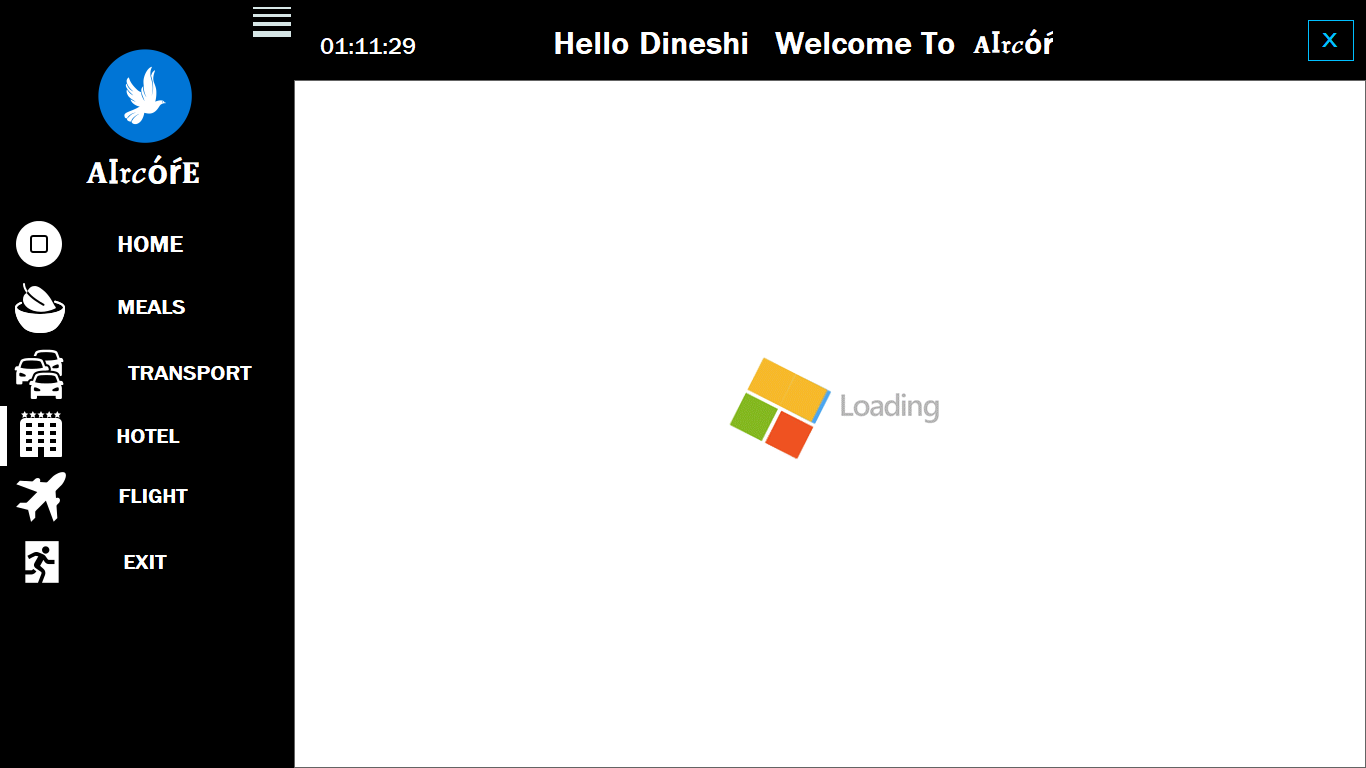 01:11:29
Hello Dineshi Welcome To AIrcóŕ
X
AIrcóŕE
HOME
MEALS
TRANSPORT
HOTEL
FLIGHT
EXIT
Loading